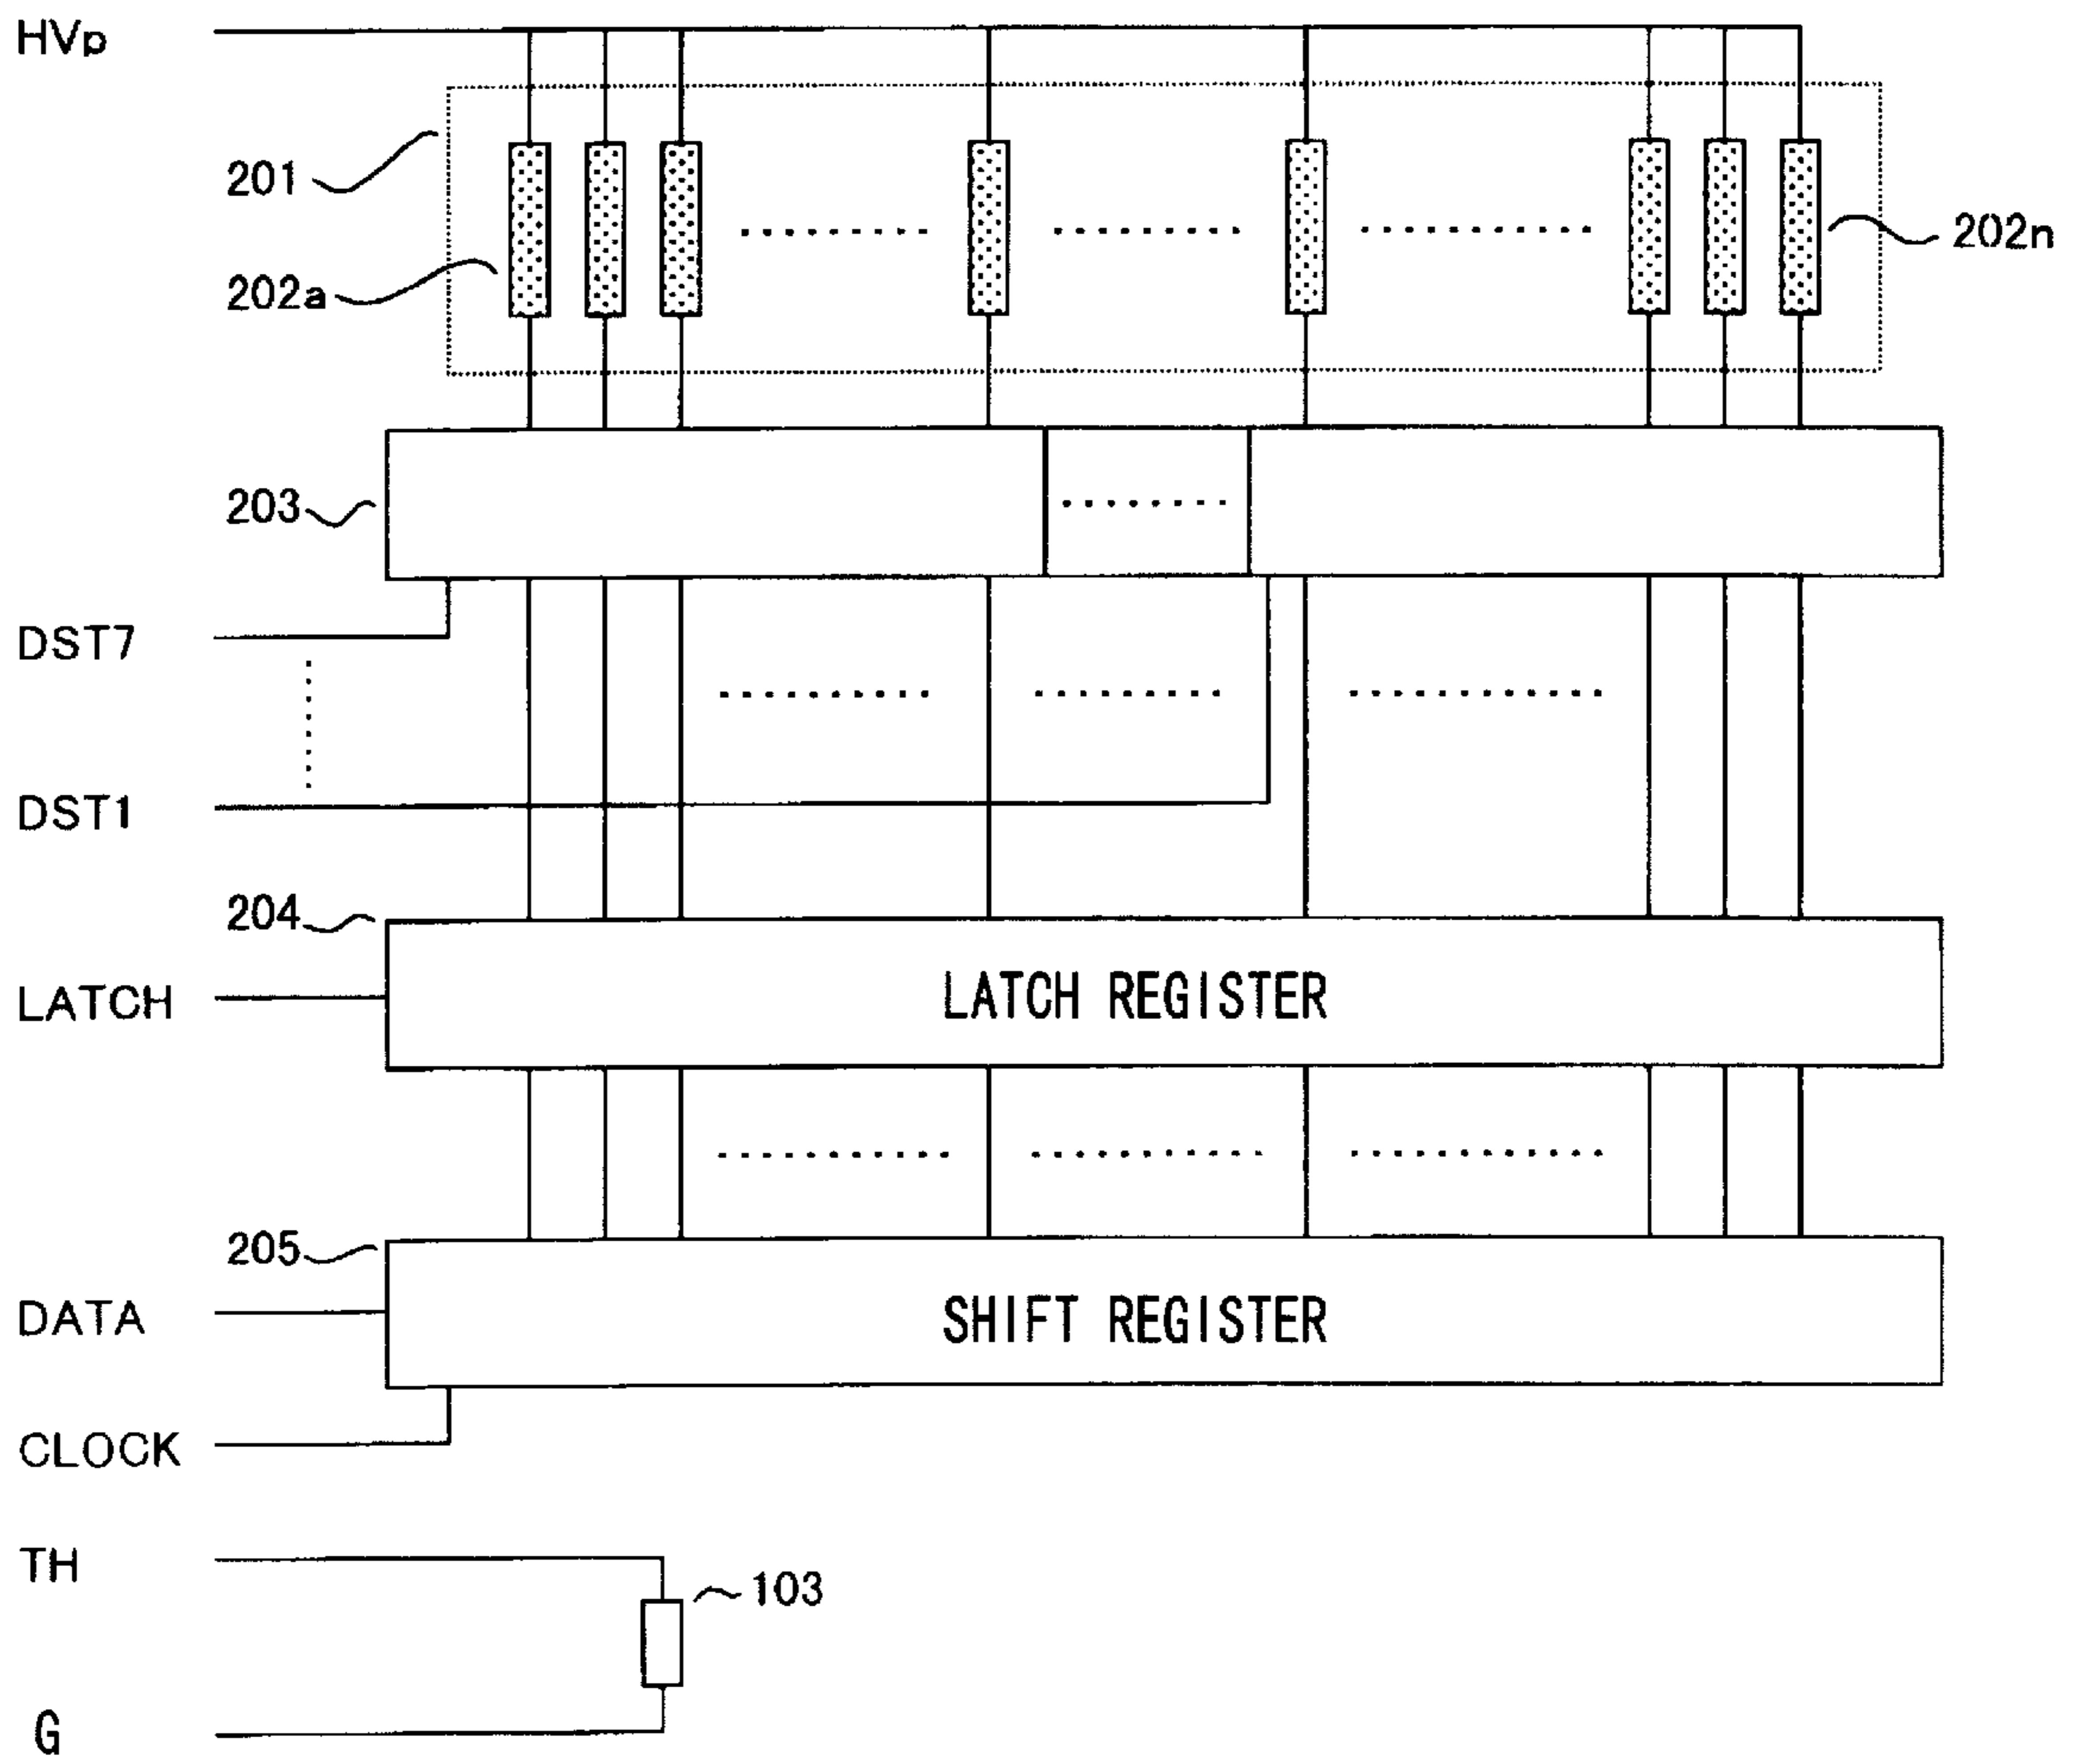 HVp
201
202a
202n
203
DST7
DST1
204
LATCH
LATCH REGISTER
205
DATA
SHIFT REGISTER
CLOCK
TH
103
G